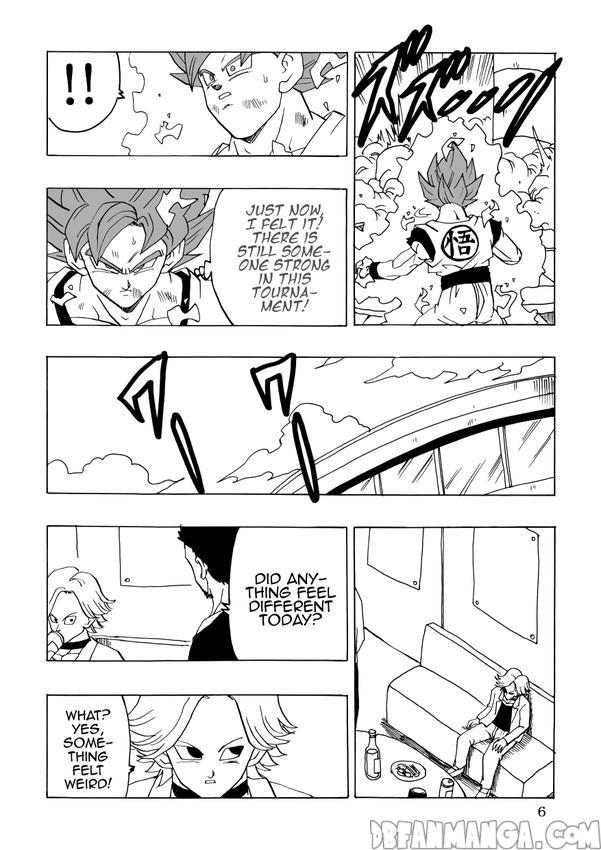 悟
!!
JUST NOW,
I FELT IT!
THERE IS
STILL SOME-
ONE STRONG
IN THIS
TOURNA-
MENT!
DID ANY-
THING FEEL
DIFFERENT
TODAY?
WHAT?
YES,
SOME-
THING
FELT
WEIRD!
6
DBFANMANGA.COM